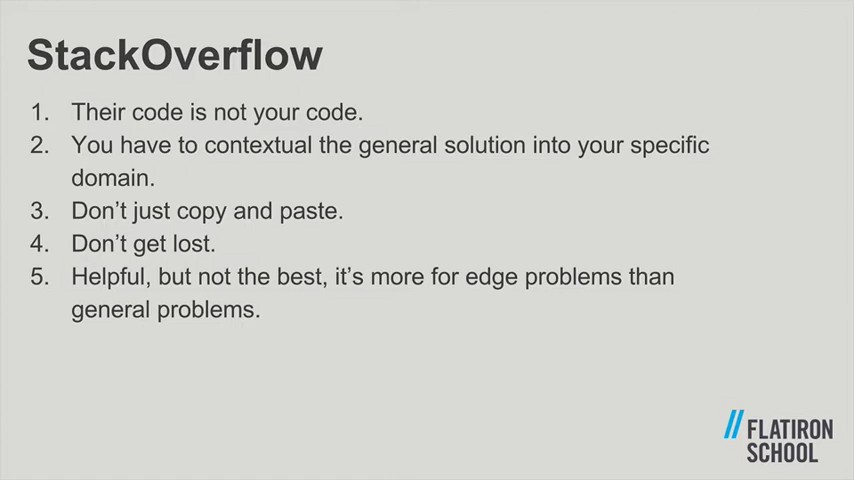 StackOverflow
1. Their code is not your code.
2. You have to contextual the general solution into your specific
domain.
3. Don't just copy and paste.
4. Don't get lost.
5. Helpful, but not the best, it's more for edge problems than
general problems.
// FLATIRON
SCHOOL